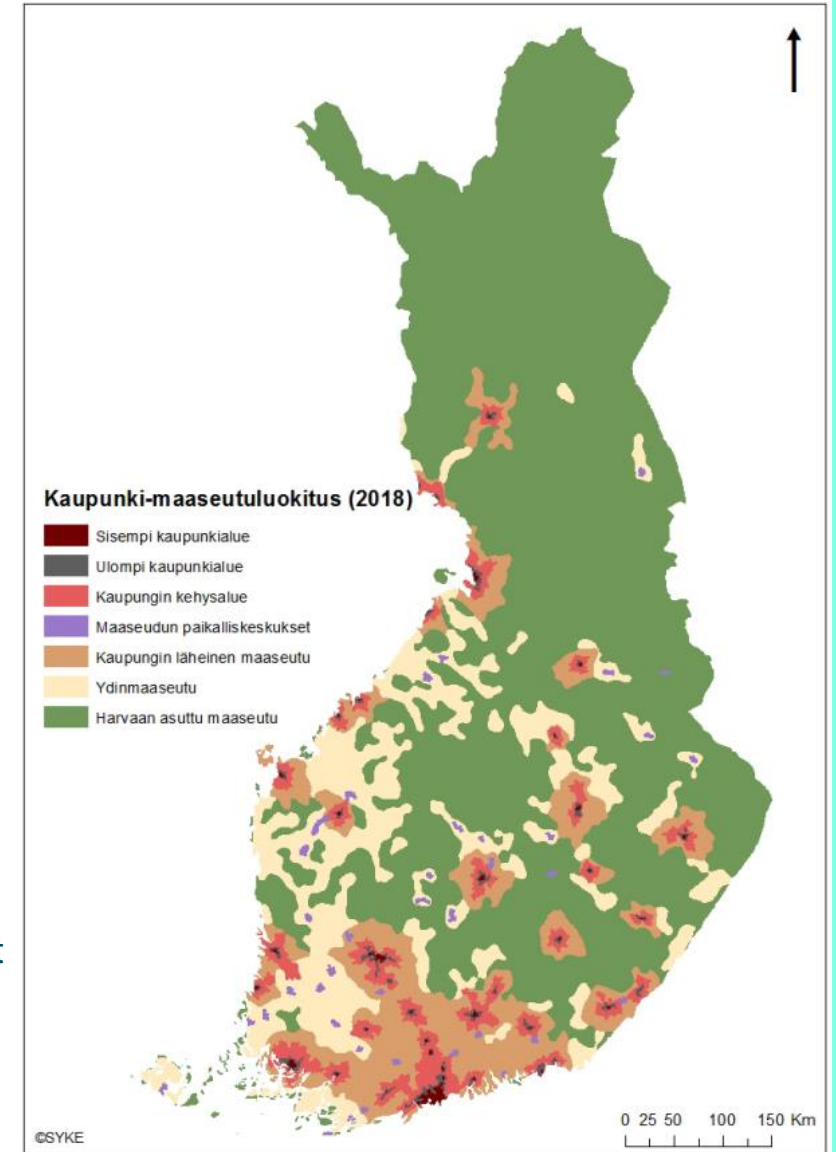 Kaupunki-maaseutuluokitus (2018)
Sisempi kaupunkialue
Ulompi kaupunkialue
Kaupungin kehysalue
Maaseudun paikalliskeskukset
Kaupungin läheinen maaseutu
Ydinmaaseutu
Harvaan asuttu maaseutu
0 25 50 100 150 Km
©SYKE